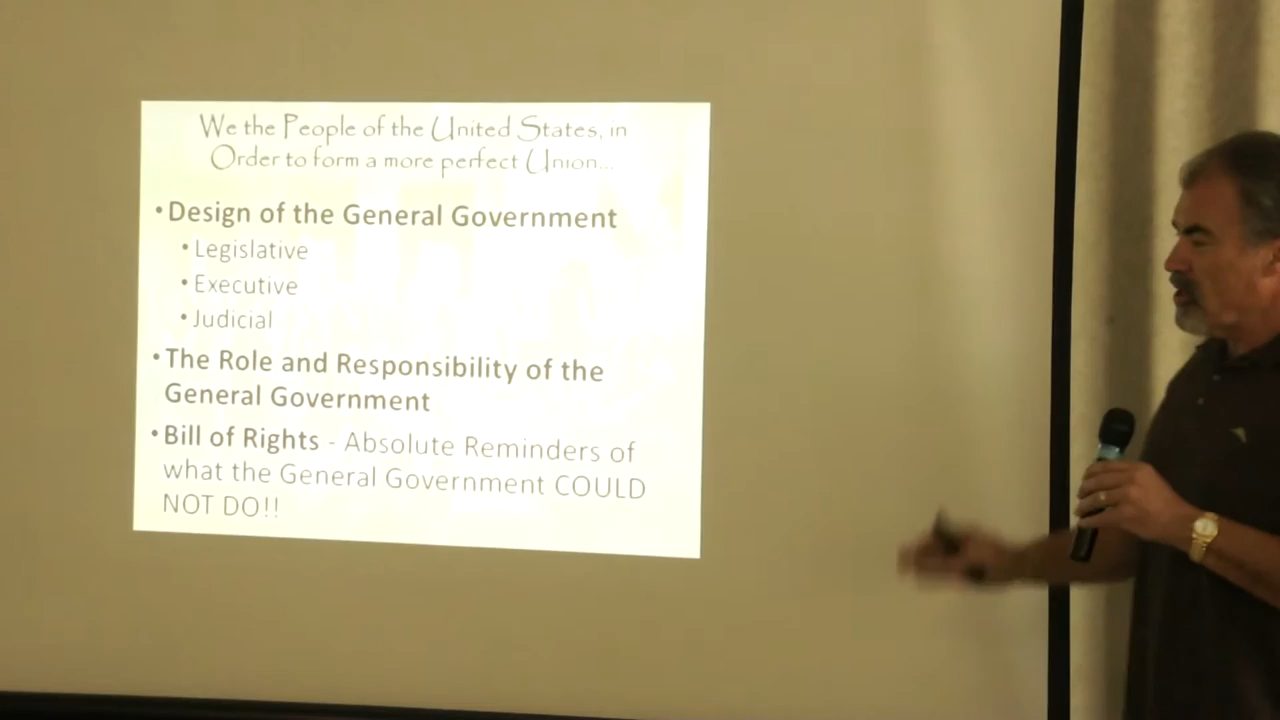 We the People of the United States, in
Order to form a more perfect Union...
• Design of the General Government
• Legislative
• Executive
• Judicial
• The Role and Responsibility of the
General Government
• Bill of Rights - Absolute Reminders of
what the General Government COULD
NOT DO!!